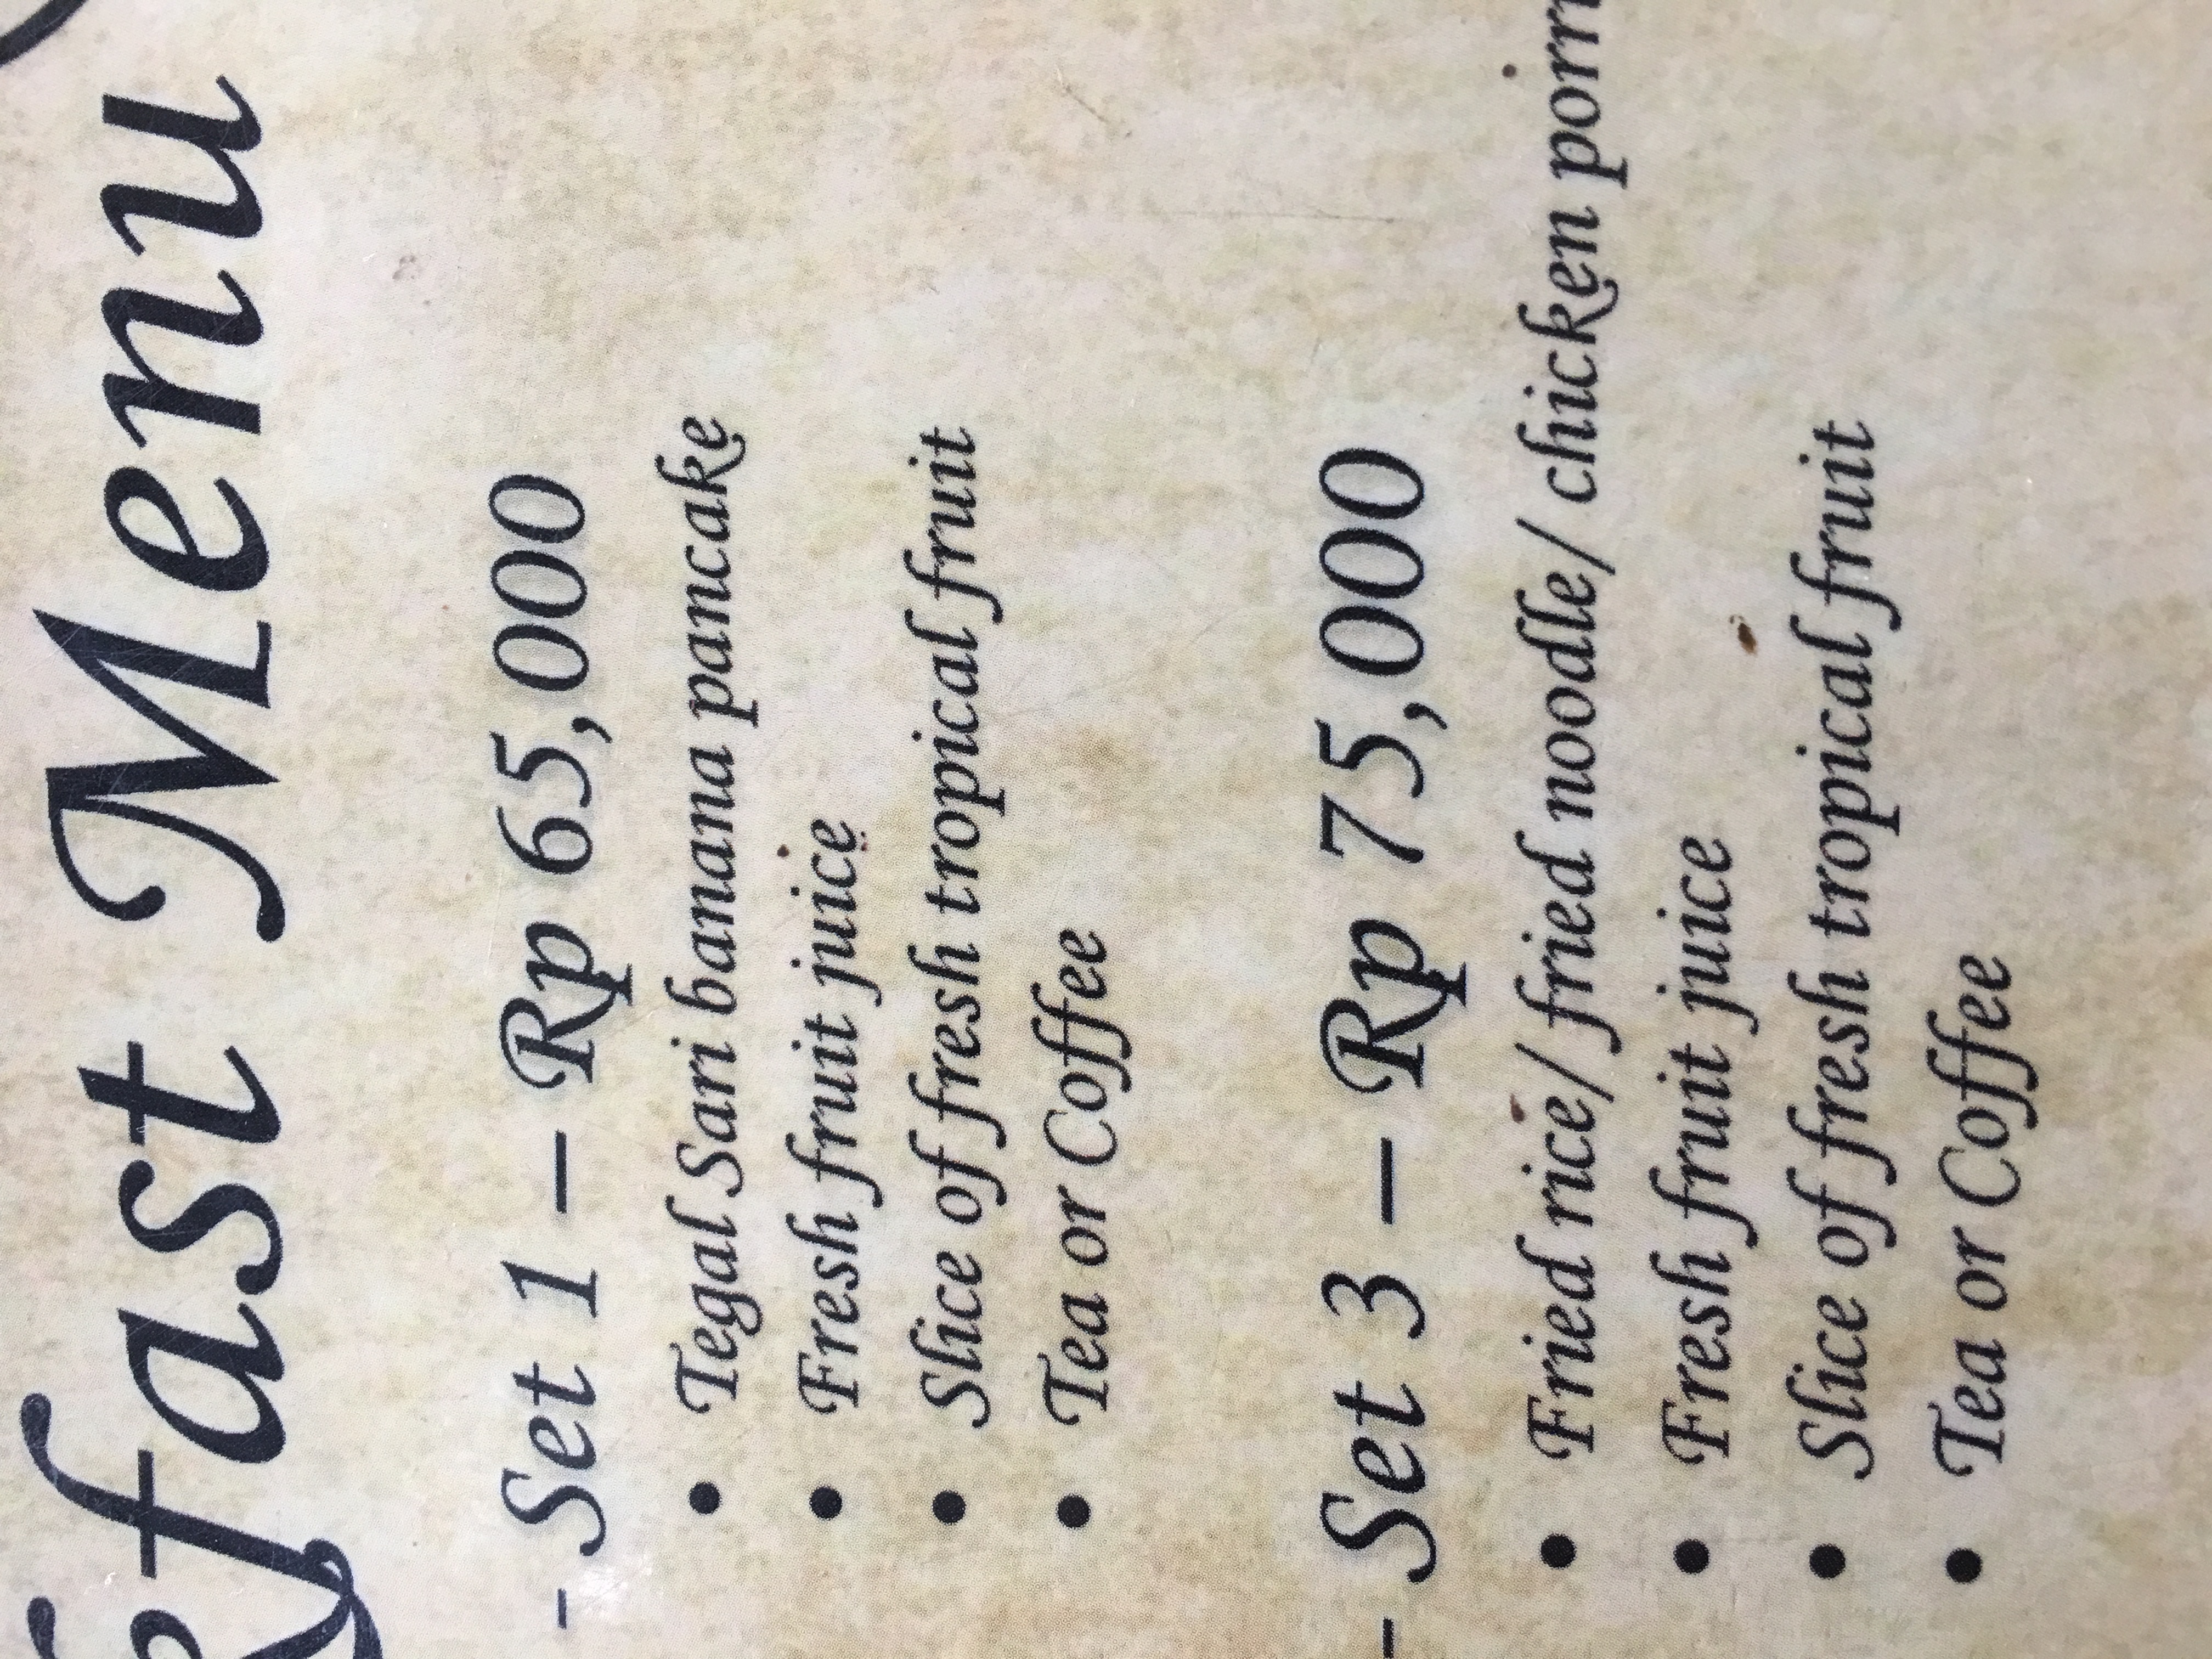 kfast Menu
- Set 1 – Rp 65,000
• Tegal Sari banana pancake
• Fresh fruit juice
• Slice of fresh tropical fruit
• Tea or Coffee
- Set 3 – Rp 75,000
• Fried rice/ fried noodle/ chicken porri
• Fresh fruit juice
• Slice of fresh tropical fruit
• Tea or Coffee